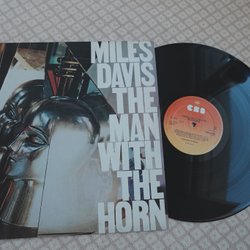 MILES
DAVIS
THE
MAN
WITH
THE
HORN
CBS